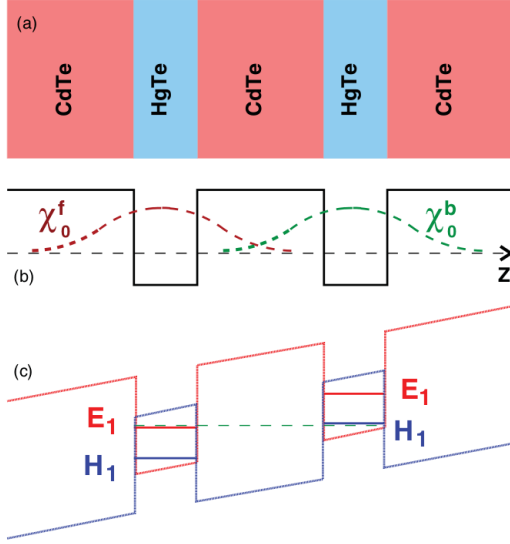 (a)
CdTe
HgTe
CdTe
HgTe
CdTe
χ₀ᶠ
χ₀ᵇ
Z
(b)
(c)
E₁
E₁
H₁
H₁